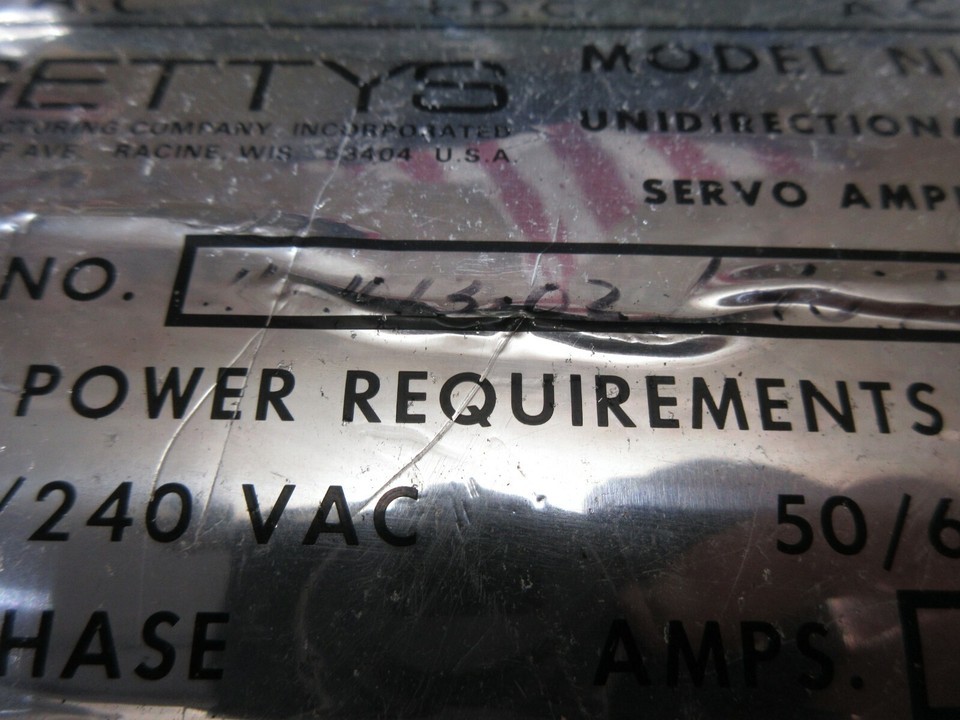 GETTYS
MODEL
CTURING COMPANY, INCORPORATED
UNIDIRECTIONA
F AVE. RACINE, WIS 53404 U.S.A.
SERVO AMP
NO.
POWER REQUIREMENTS
/240 VAC 50/6
HASE AMPS.